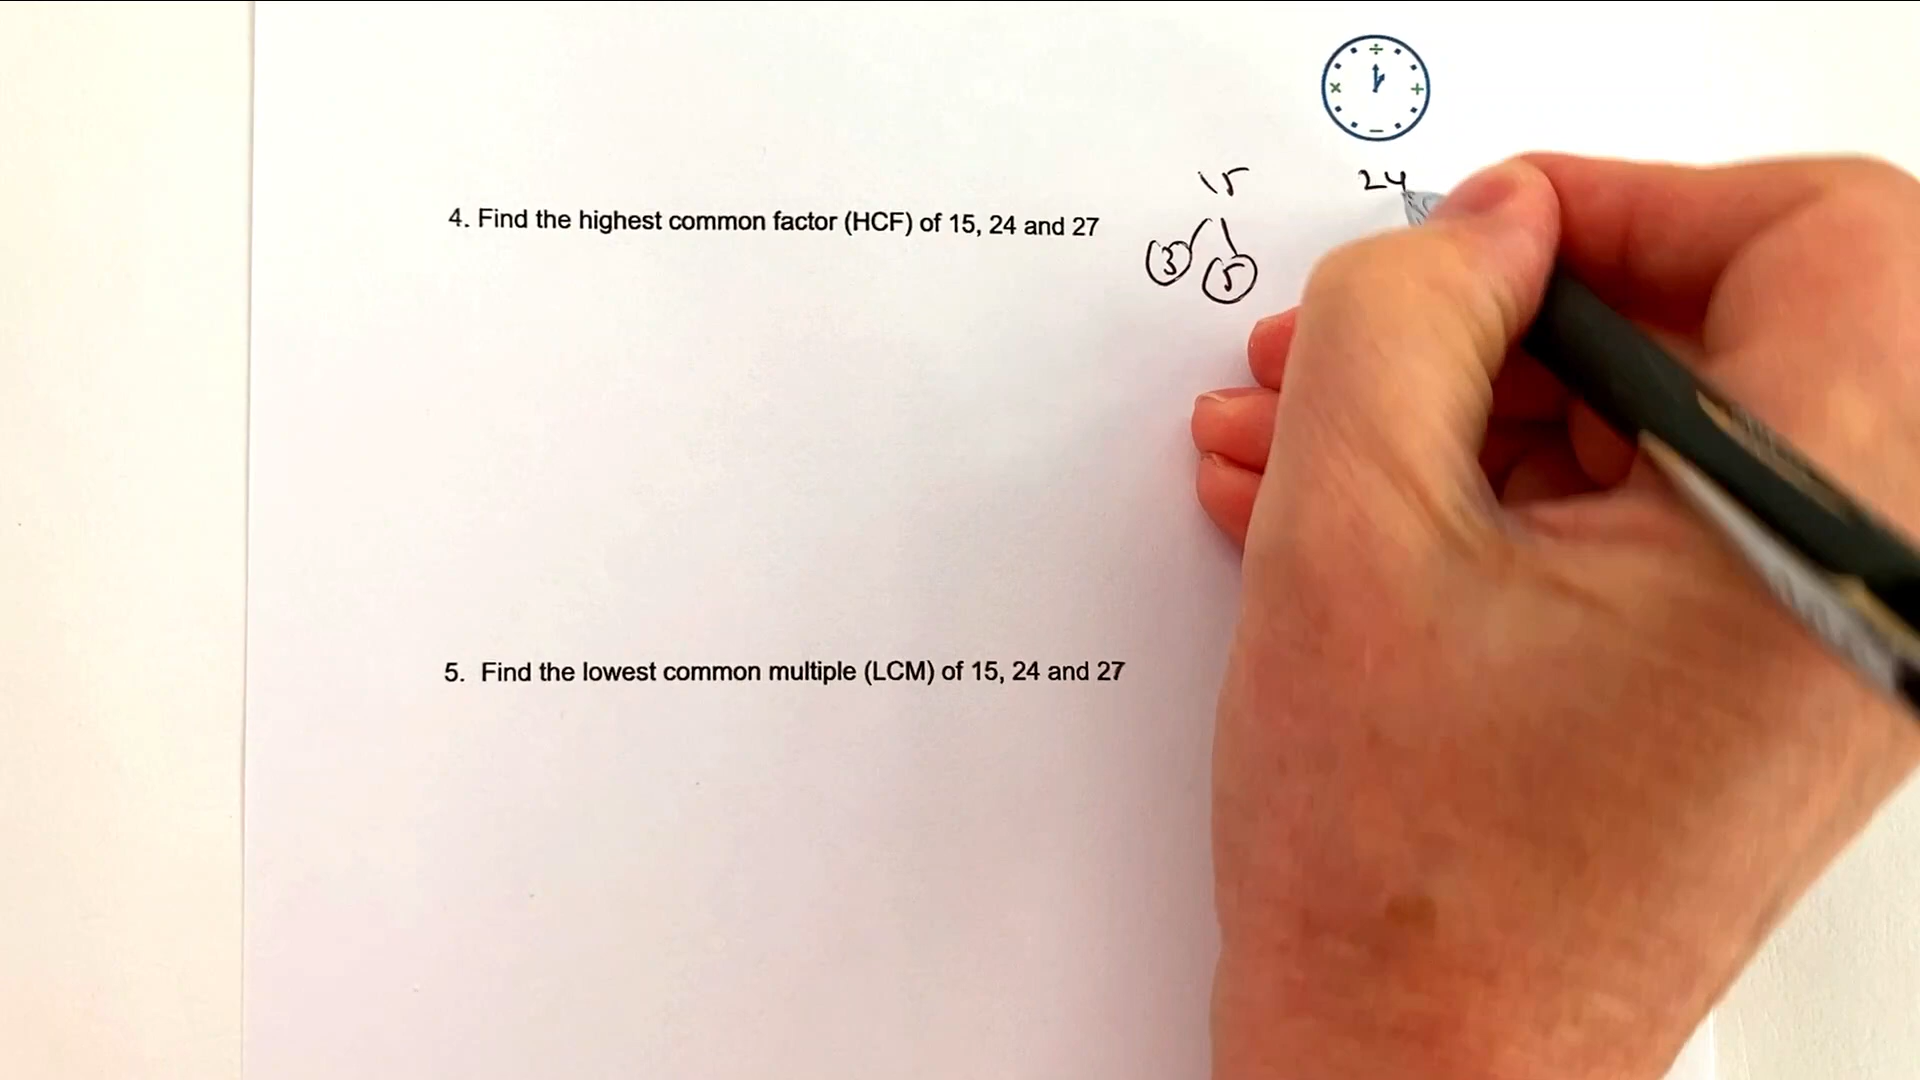 ÷
× +
−
15 24
4. Find the highest common factor (HCF) of 15, 24 and 27
3 5
5. Find the lowest common multiple (LCM) of 15, 24 and 27